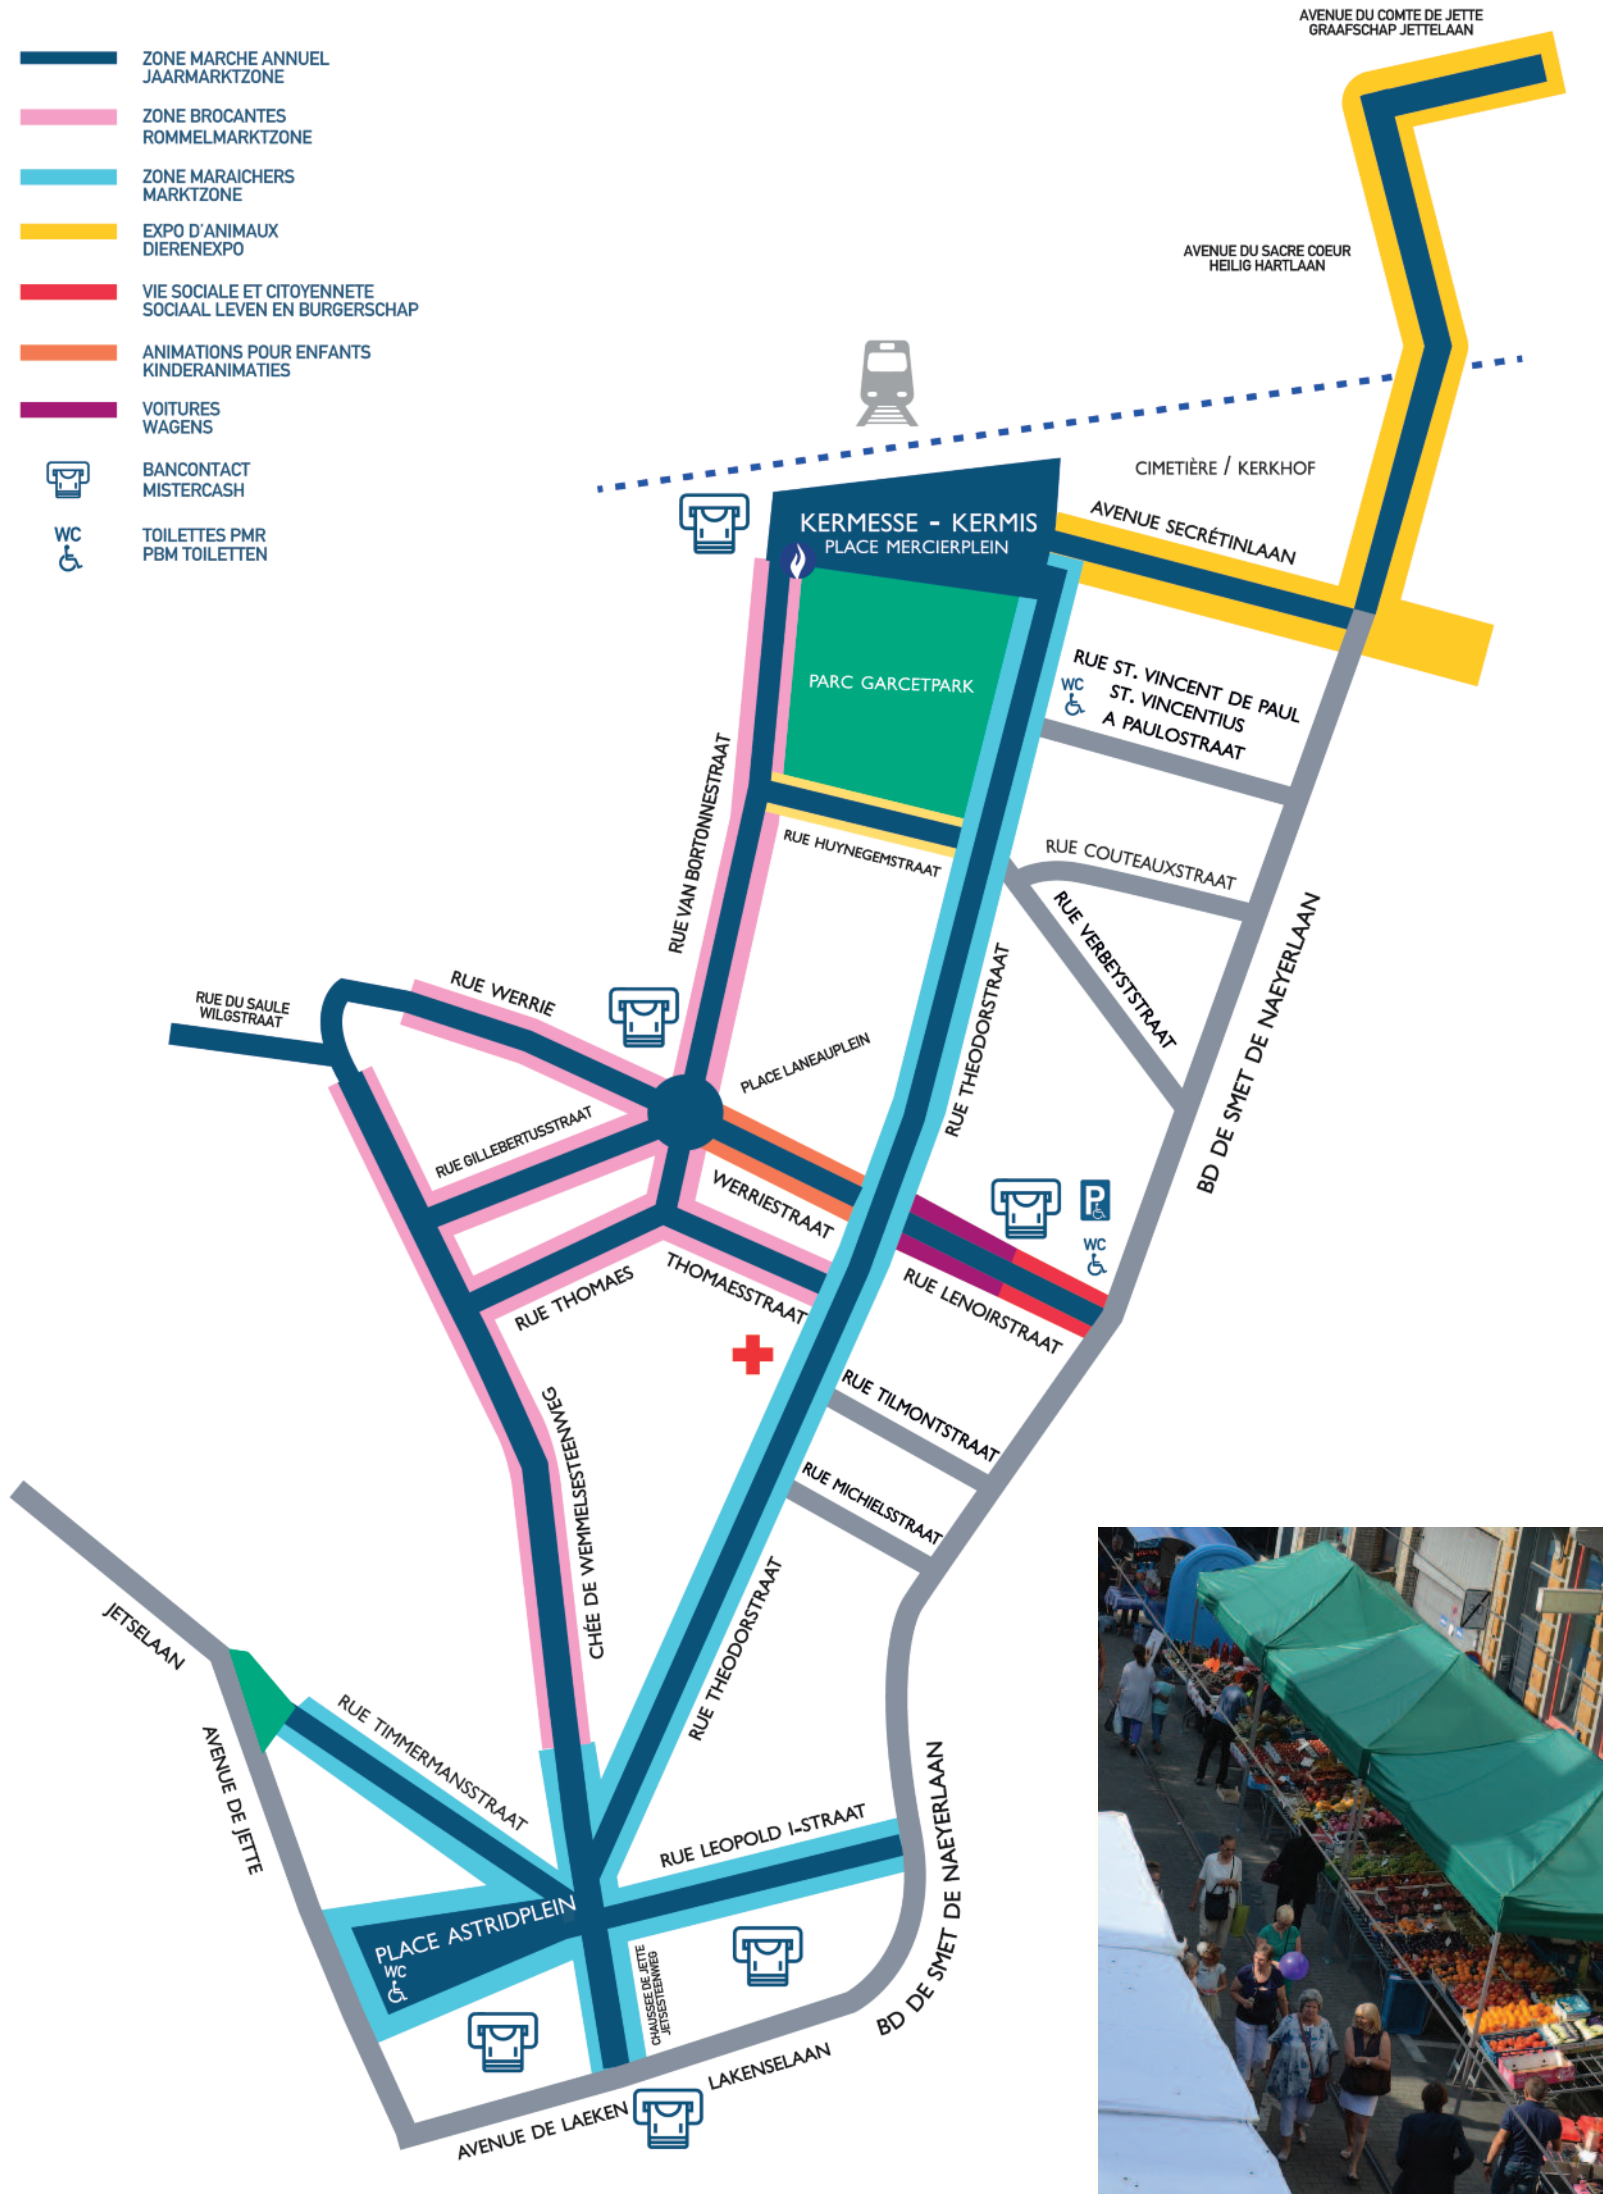 ZONE MARCHE ANNUEL
JAARMARKTZONE
ZONE BROCANTES
ROMMELMARKTZONE
ZONE MARAICHERS
MARKTZONE
EXPO D'ANIMAUX
DIERENEXPO
VIE SOCIALE ET CITOYENNETE
SOCIAAL LEVEN EN BURGERSCHAP
ANIMATIONS POUR ENFANTS
KINDERANIMATIES
VOITURES
WAGENS
BANCONTACT
MISTERCASH
WC
TOILETTES PMR
PBM TOILETTEN
AVENUE DU COMTE DE JETTE
GRAAFSCHAP JETTELAAN
AVENUE DU SACRE COEUR
HEILIG HARTLAAN
CIMETIÈRE / KERKHOF
KERMESSE - KERMIS
PLACE MERCIERPLEIN
AVENUE SECRÉTINLAAN
PARC GARCETPARK
RUE ST. VINCENT DE PAUL
ST. VINCENTIUS
A PAULOSTRAAT
WC
RUE VAN BORTONNESTRAAT
RUE HUYNEGEMSTRAAT
RUE COUTEAUXSTRAAT
RUE VERBEYSTSTRAAT
BD DE SMET DE NAEYERLAAN
RUE THEODORSTRAAT
RUE WERRIE
RUE DU SAULE
WILGSTRAAT
PLACE LANEAUPLEIN
RUE GILLEBERTUSSTRAAT
WERRIESTRAAT
P
WC
RUE THOMAES
THOMAESSTRAAT
RUE LENOIRSTRAAT
RUE TILMONTSTRAAT
RUE MICHIELSSTRAAT
CHÉE DE WEMMELSESTEENWEG
RUE THEODORSTRAAT
JETSELAAN
AVENUE DE JETTE
RUE TIMMERMANSSTRAAT
RUE LEOPOLD I-STRAAT
BD DE SMET DE NAEYERLAAN
PLACE ASTRIDPLEIN
WC
CHAUSSEE DE JETTE
JETSESTEENWEG
AVENUE DE LAEKEN
LAKENSELAAN